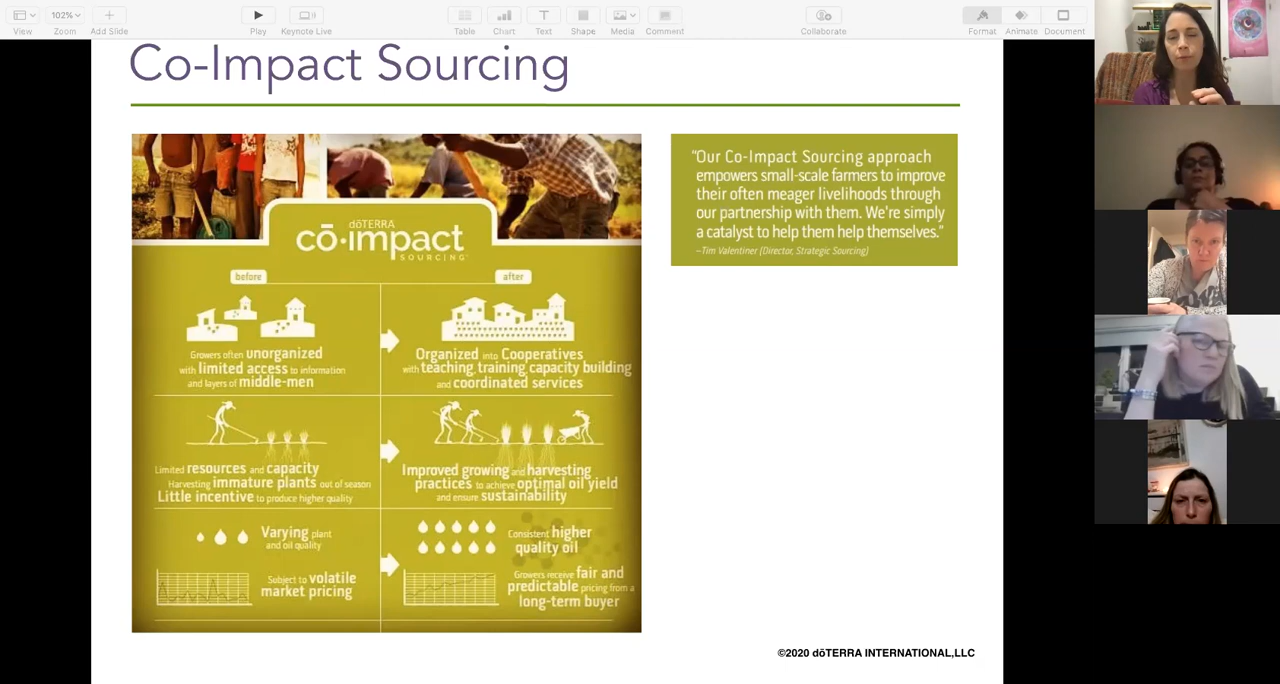 102%
View
Zoom
Add Slide
Play
Keynote Live
Table
Chart
Text
Shape
Media
Comment
Collaborate
Format
Animate
Document
Co-Impact Sourcing
dōTERRA
cō·impact
SOURCING
before
after
Growers often unorganized
with limited access to information
and layers of middle-men
Organized into Cooperatives
with teaching, training, capacity building
and coordinated services
Limited resources and capacity
Harvesting immature plants out of season
Little incentive to produce higher quality
Improved growing and harvesting
practices to achieve optimal oil yield
and ensure sustainability
Varying plant
and oil quality
Consistent higher
quality oil
Subject to volatile
market pricing
Growers receive fair and
predictable pricing from a
long-term buyer
“Our Co-Impact Sourcing approach
empowers small-scale farmers to improve
their often meager livelihoods through
our partnership with them. We're simply
a catalyst to help them help themselves.”
–Tim Valentiner (Director, Strategic Sourcing)
©2020 dōTERRA INTERNATIONAL,LLC